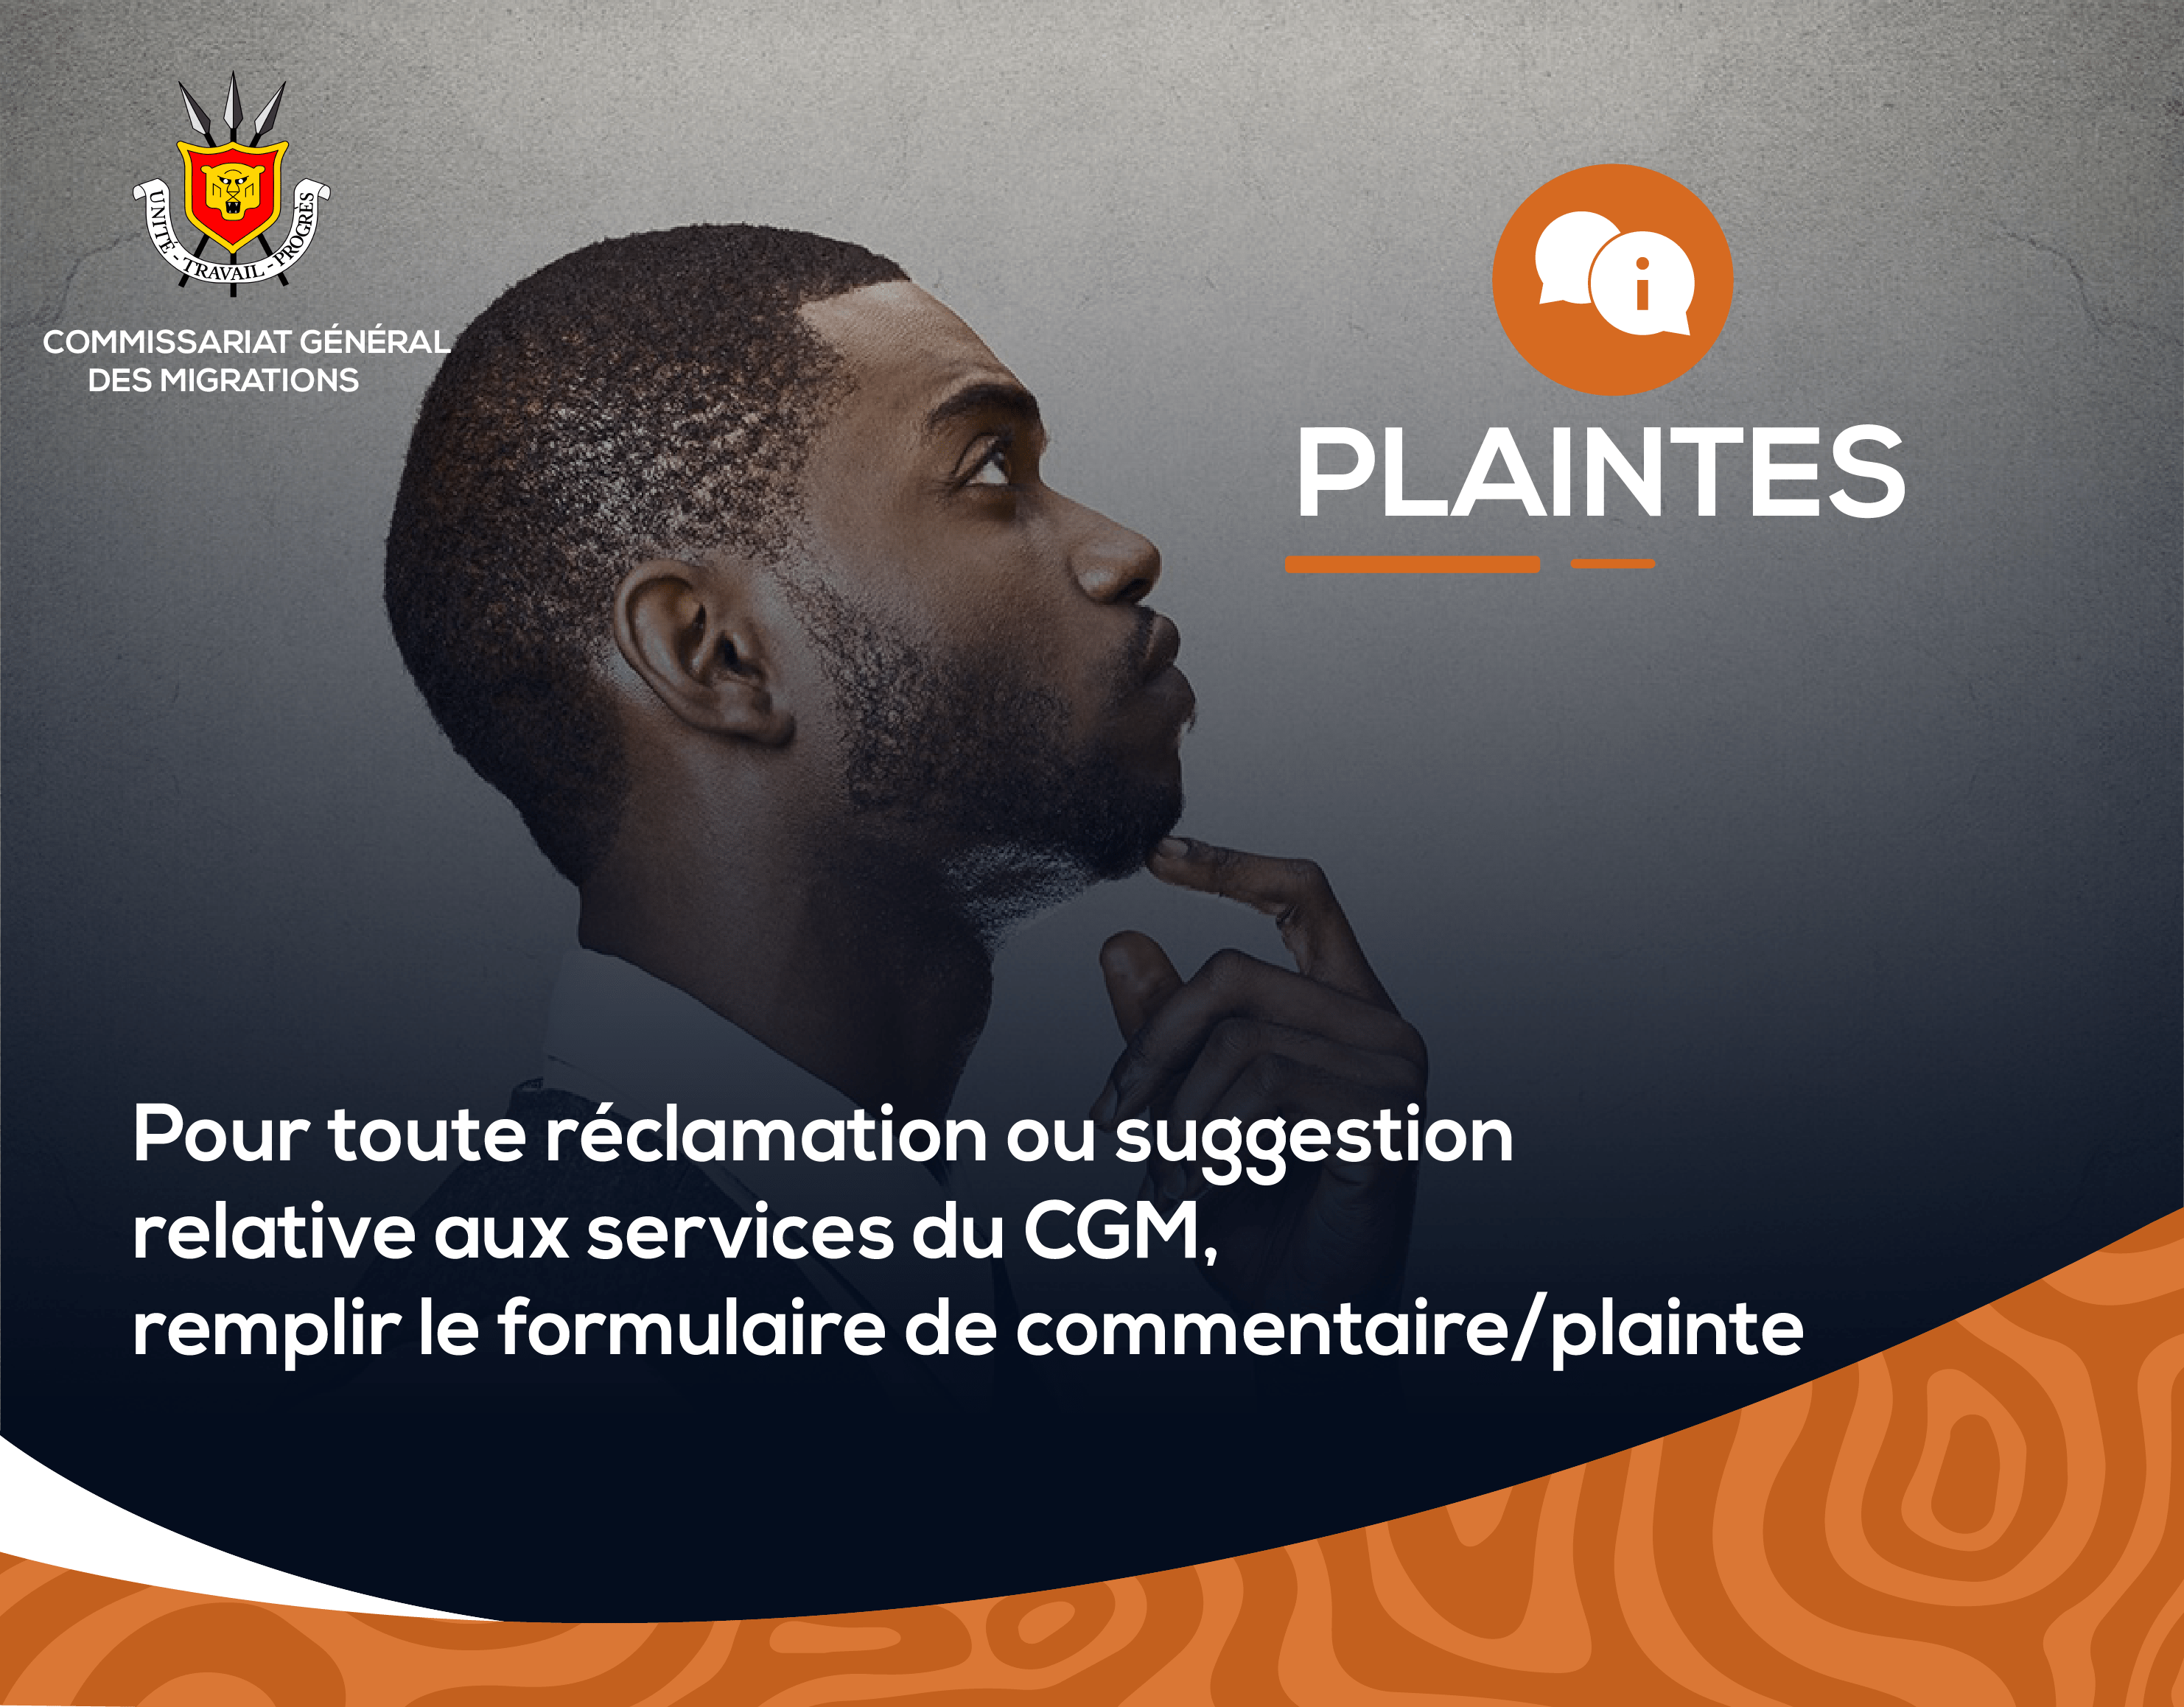 UNITÉ - TRAVAIL - PROGRÈS
COMMISSARIAT GÉNÉRAL
DES MIGRATIONS
i
PLAINTES
Pour toute réclamation ou suggestion
relative aux services du CGM,
remplir le formulaire de commentaire/plainte